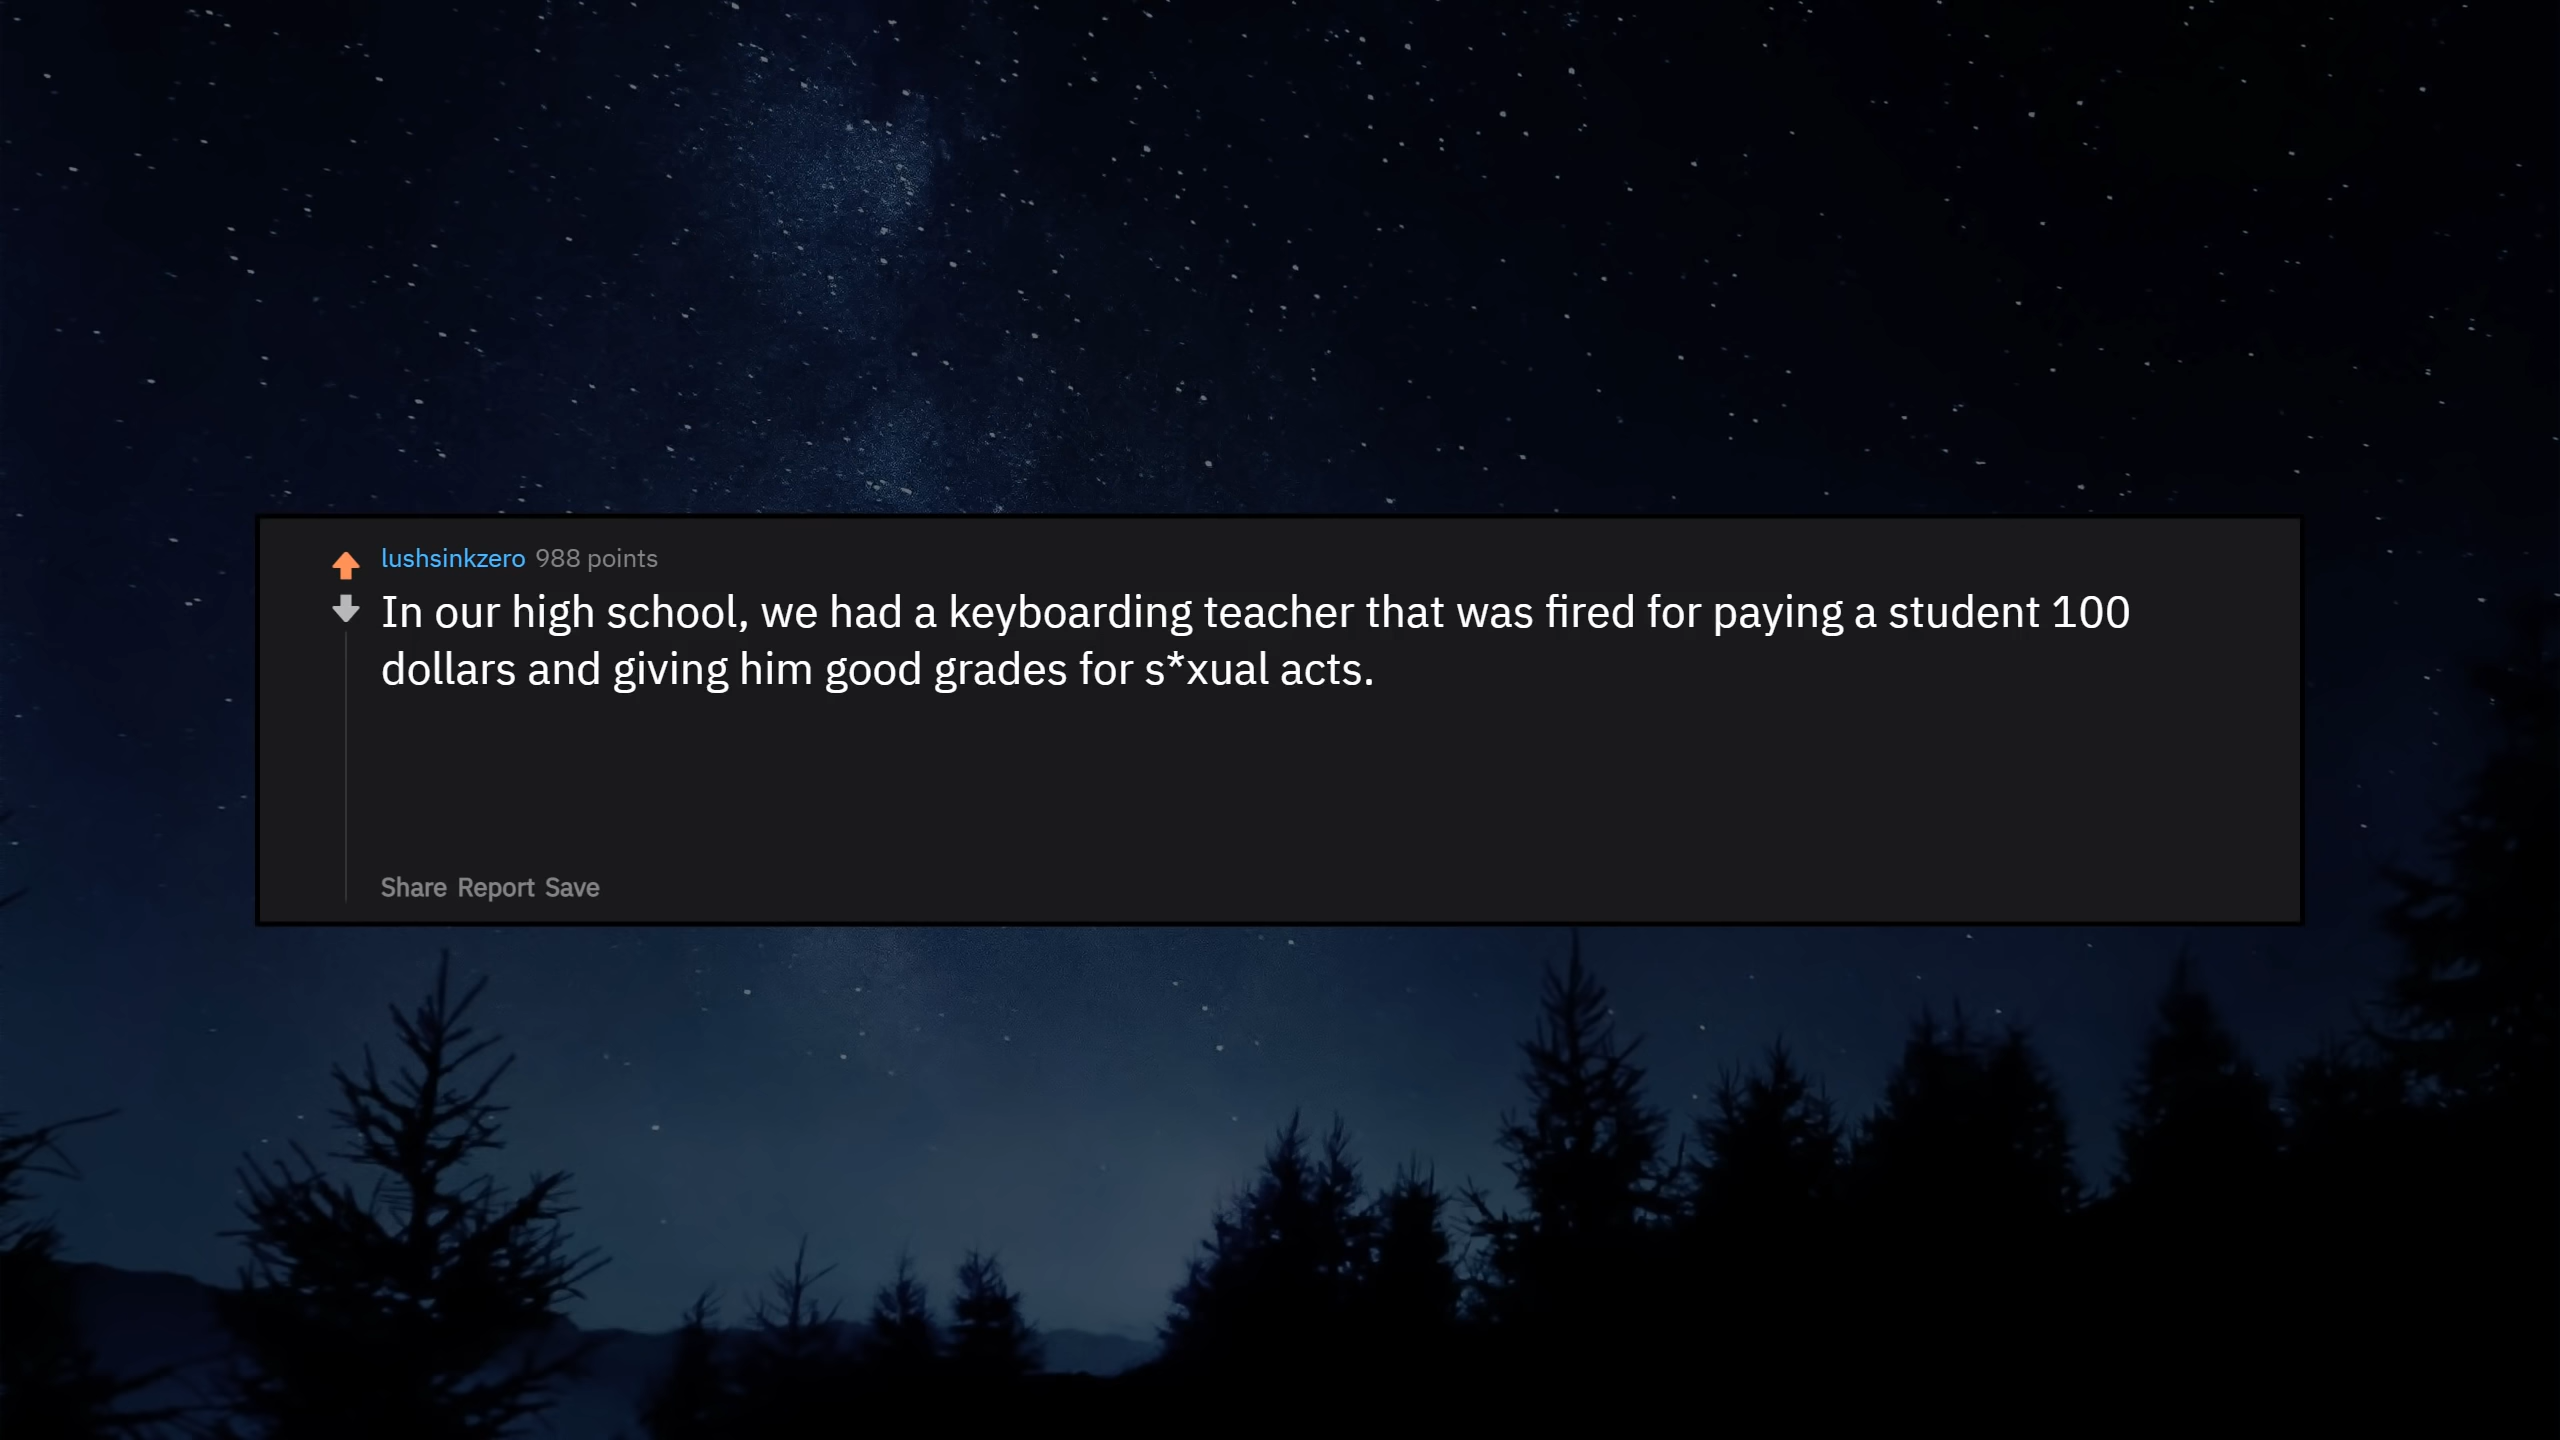 lushsinkzero 988 points
In our high school, we had a keyboarding teacher that was fired for paying a student 100
dollars and giving him good grades for s*xual acts.
Share Report Save